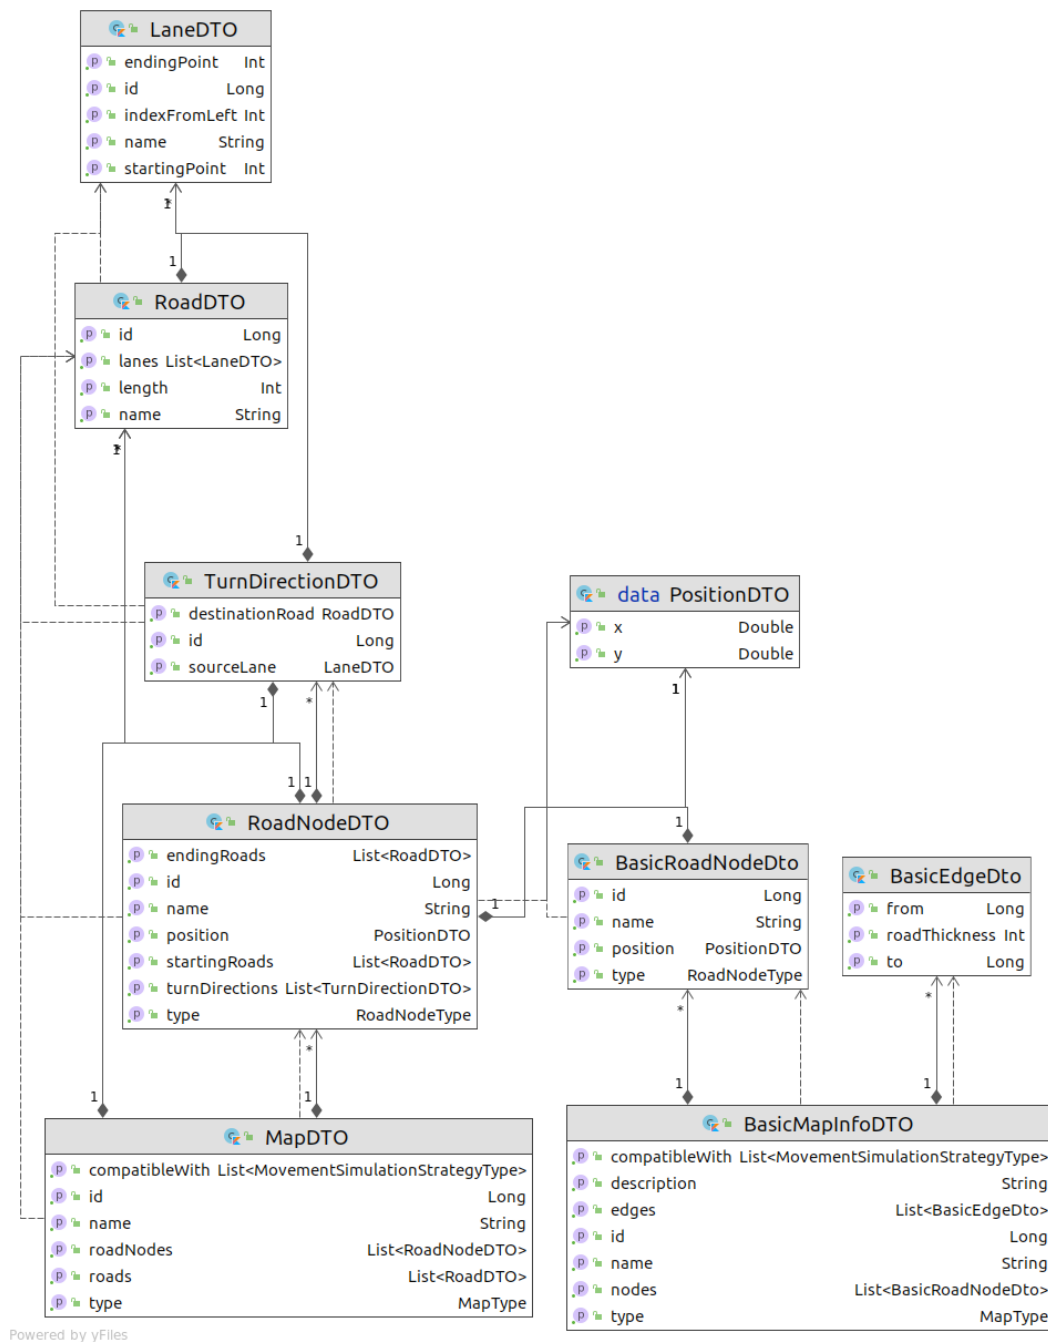 LaneDTO
endingPoint Int
id Long
indexFromLeft Int
name String
startingPoint Int
1
RoadDTO
id Long
lanes List<LaneDTO>
length Int
name String
1
TurnDirectionDTO
destinationRoad RoadDTO
id Long
sourceLane LaneDTO
1
*
1 1
data PositionDTO
x Double
y Double
1
1
RoadNodeDTO
endingRoads List<RoadDTO>
id Long
name String
position PositionDTO
startingRoads List<RoadDTO>
turnDirections List<TurnDirectionDTO>
type RoadNodeType
1
BasicRoadNodeDto
id Long
name String
position PositionDTO
type RoadNodeType
BasicEdgeDto
from Long
roadThickness Int
to Long
*
1 1
MapDTO
compatibleWith List<MovementSimulationStrategyType>
id Long
name String
roadNodes List<RoadNodeDTO>
roads List<RoadDTO>
type MapType
*
*
1
1
BasicMapInfoDTO
compatibleWith List<MovementSimulationStrategyType>
description String
edges List<BasicEdgeDto>
id Long
name String
nodes List<BasicRoadNodeDto>
type MapType
Powered by yFiles